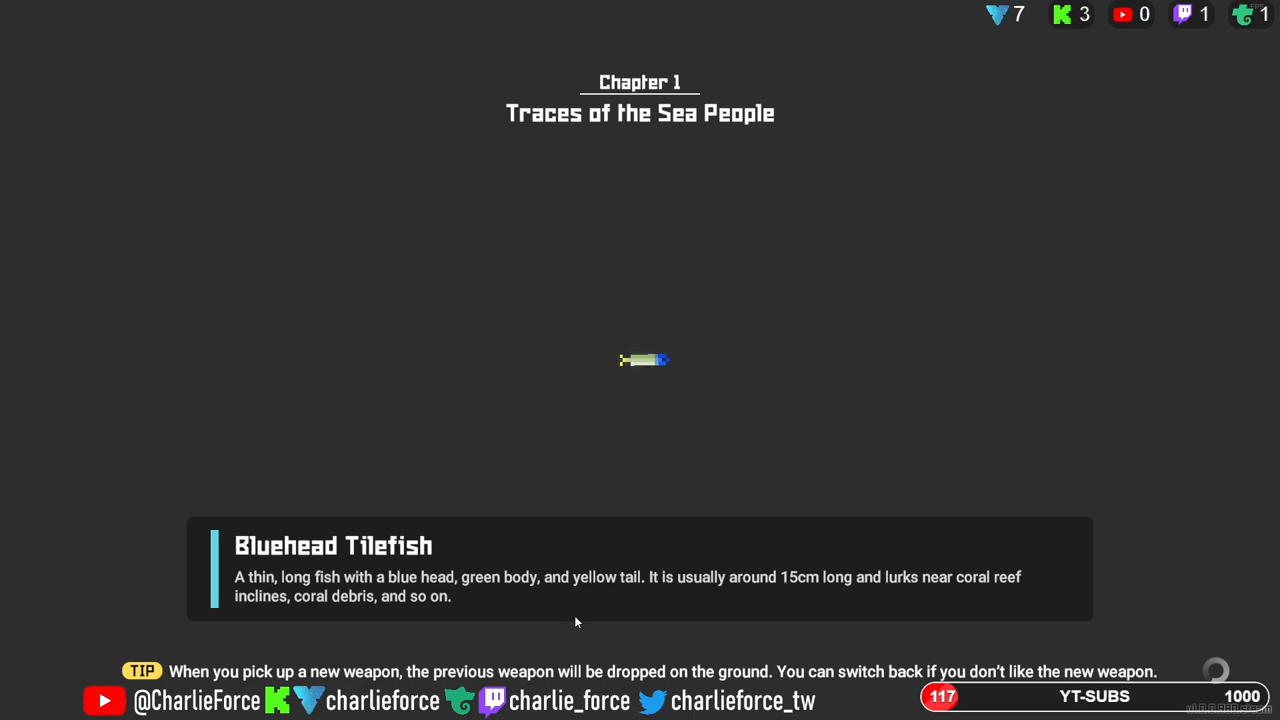 7 3 0 1 1
Chapter 1
Traces of the Sea People
Bluehead Tilefish
A thin, long fish with a blue head, green body, and yellow tail. It is usually around 15cm long and lurks near coral reef
inclines, coral debris, and so on.
TIP When you pick up a new weapon, the previous weapon will be dropped on the ground. You can switch back if you don't like the new weapon.
@CharlieForce charlieforce charlie_force charlieforce_tw 117 YT-SUBS 1000